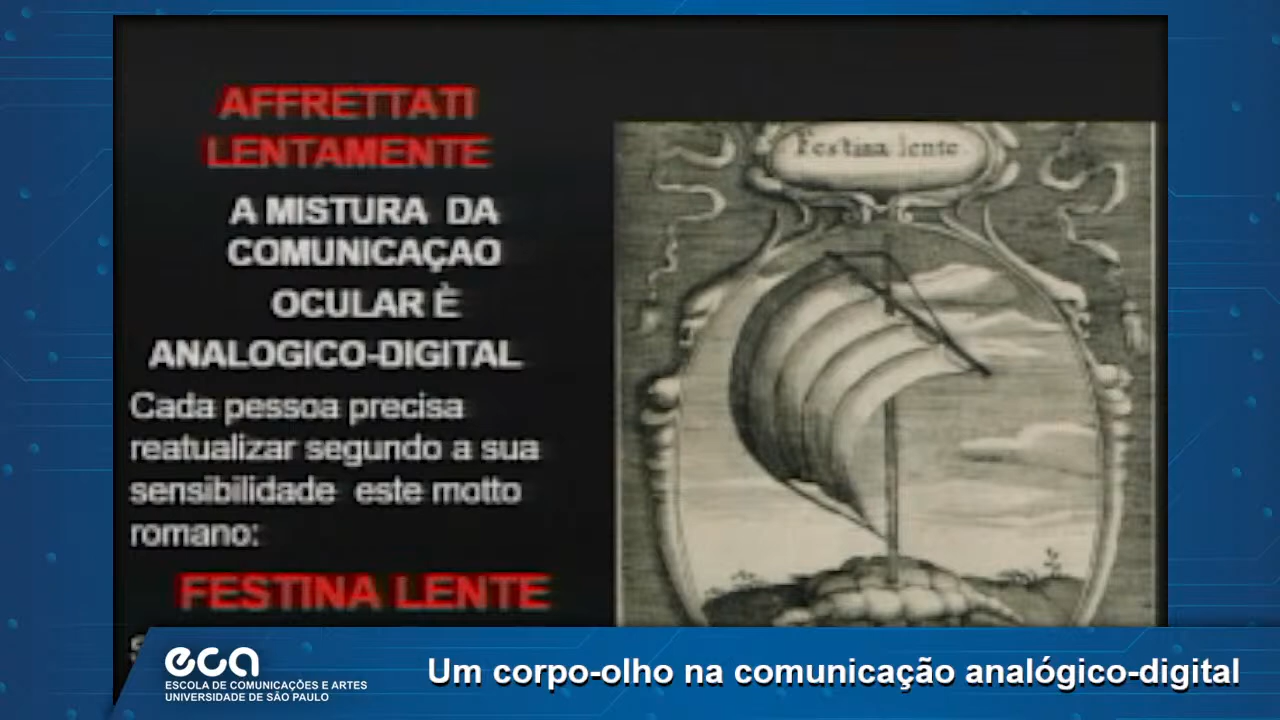 AFFRETTATI
LENTAMENTE
A MISTURA DA
COMUNICAÇAO
OCULAR È
ANALOGICO-DIGITAL
Cada pessoa precisa
reatualizar segundo a sua
sensibilidade este motto
romano:
FESTINA LENTE
Festina lente
eca
ESCOLA DE COMUNICAÇÕES E ARTES
UNIVERSIDADE DE SÃO PAULO
Um corpo-olho na comunicação analógico-digital